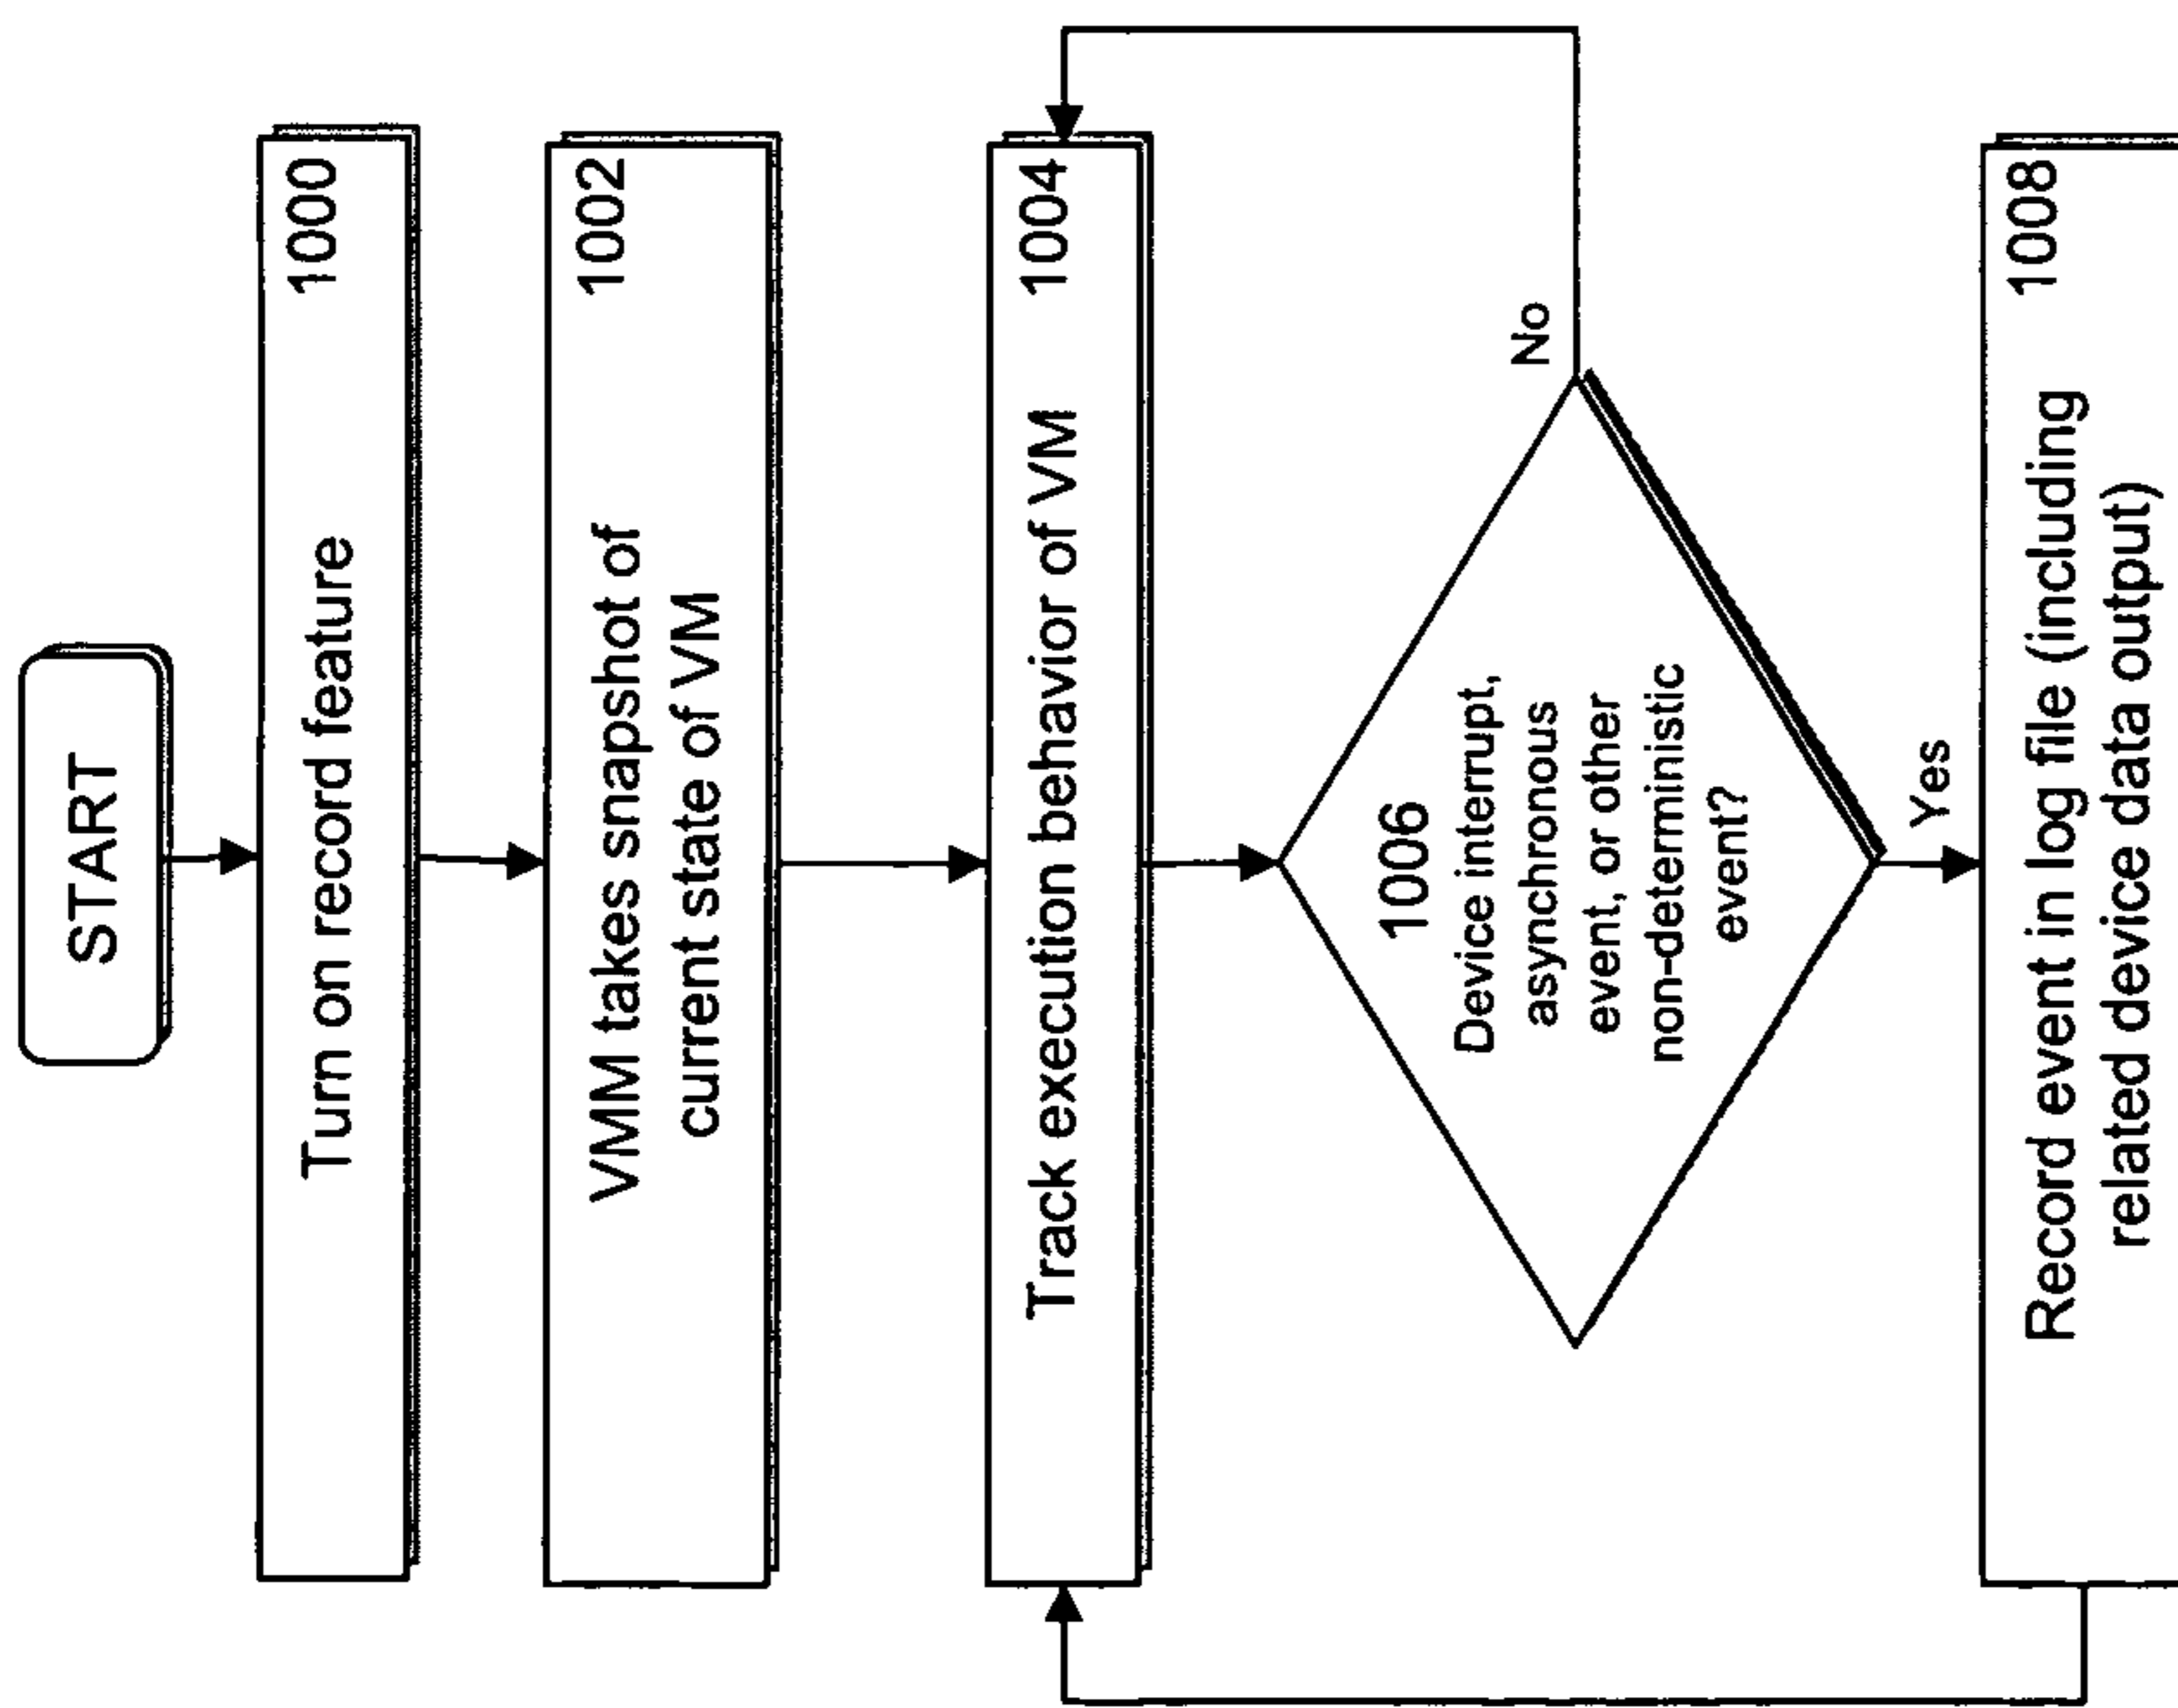 START
1000
Turn on record feature
1002
VMM takes snapshot of
current state of VM
1004
Track execution behavior of VM
1006
Device interrupt,
asynchronous
event, or other
non-deterministic
event?
No
Yes
1008
Record event in log file (including
related device data output)